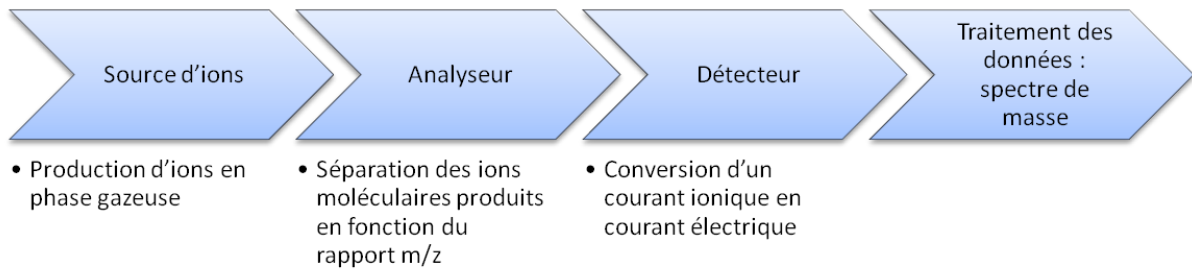 Source d'ions
Analyseur
Détecteur
Traitement des
données :
spectre de
masse
• Production d'ions en
phase gazeuse
• Séparation des ions
moléculaires produits
en fonction du
rapport m/z
• Conversion d'un
courant ionique en
courant électrique